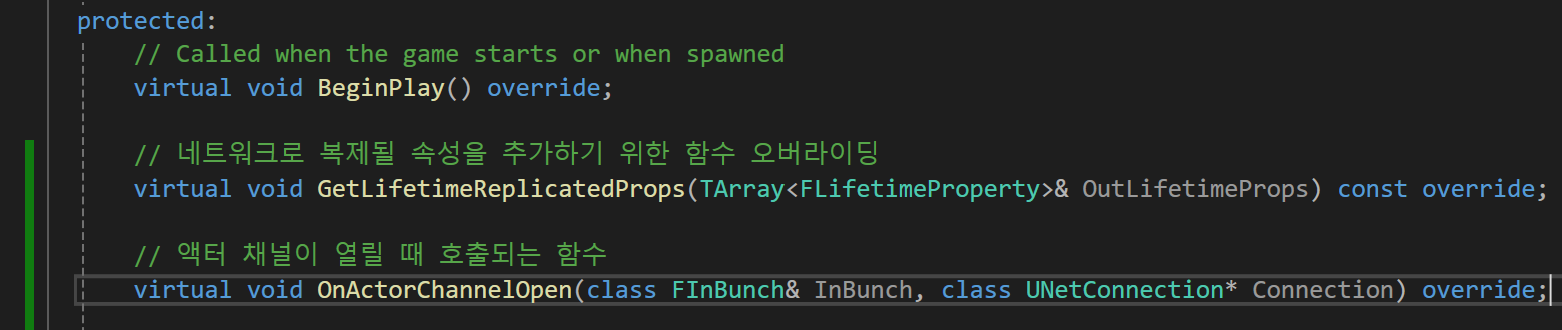 protected:
// Called when the game starts or when spawned
virtual void BeginPlay() override;
// 네트워크로 복제될 속성을 추가하기 위한 함수 오버라이딩
virtual void GetLifetimeReplicatedProps(TArray<FLifetimeProperty>& OutLifetimeProps) const override;
// 액터 채널이 열릴 때 호출되는 함수
virtual void OnActorChannelOpen(class FInBunch& InBunch, class UNetConnection* Connection) override;